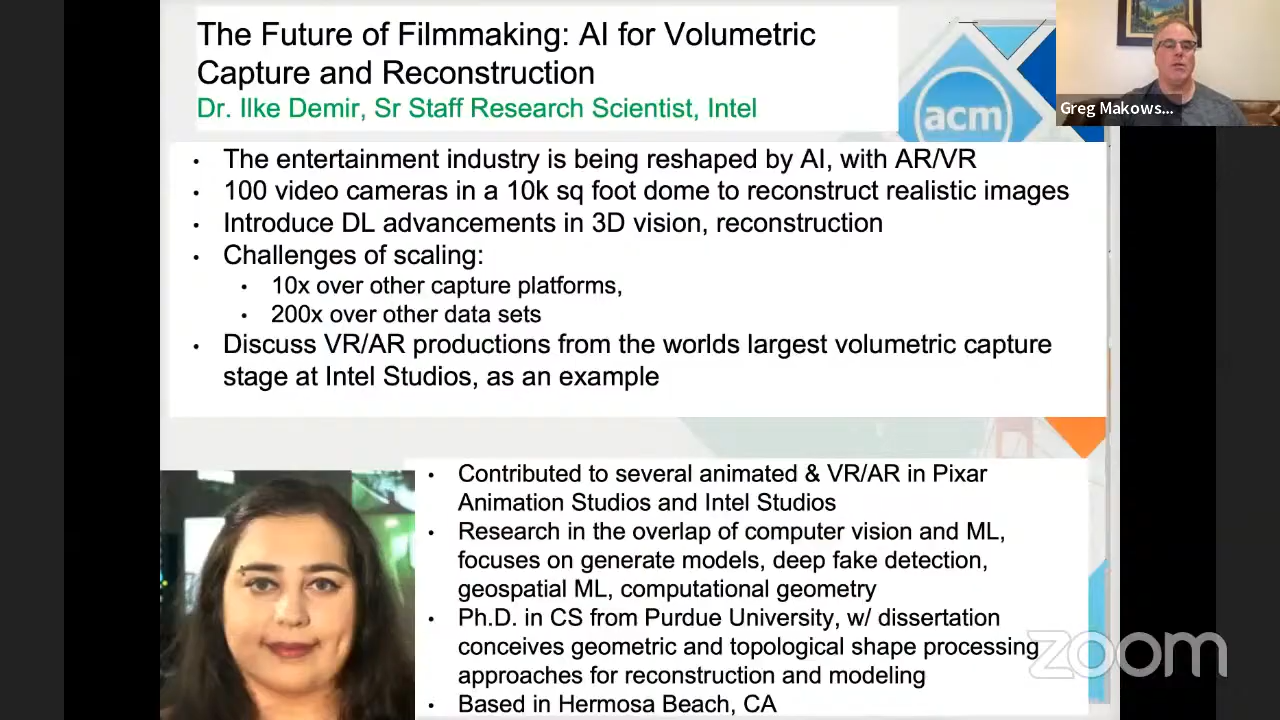 The Future of Filmmaking: AI for Volumetric
Capture and Reconstruction
Dr. Ilke Demir, Sr Staff Research Scientist, Intel
acm
Greg Makows...
• The entertainment industry is being reshaped by AI, with AR/VR
• 100 video cameras in a 10k sq foot dome to reconstruct realistic images
• Introduce DL advancements in 3D vision, reconstruction
• Challenges of scaling:
• 10x over other capture platforms,
• 200x over other data sets
• Discuss VR/AR productions from the worlds largest volumetric capture
stage at Intel Studios, as an example
• Contributed to several animated & VR/AR in Pixar
Animation Studios and Intel Studios
• Research in the overlap of computer vision and ML,
focuses on generate models, deep fake detection,
geospatial ML, computational geometry
• Ph.D. in CS from Purdue University, w/ dissertation
conceives geometric and topological shape processing
approaches for reconstruction and modeling
• Based in Hermosa Beach, CA
zoom